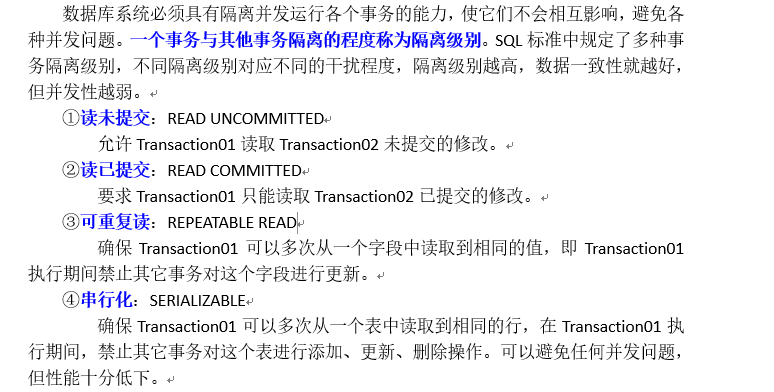 数据库系统必须具有隔离并发运行各个事务的能力，使它们不会相互影响，避免各
种并发问题。一个事务与其他事务隔离的程度称为隔离级别。SQL 标准中规定了多种事
务隔离级别，不同隔离级别对应不同的干扰程度，隔离级别越高，数据一致性就越好，
但并发性越弱。
①读未提交：READ UNCOMMITTED
允许 Transaction01 读取 Transaction02 未提交的修改。
②读已提交：READ COMMITTED
要求 Transaction01 只能读取 Transaction02 已提交的修改。
③可重复读：REPEATABLE READ
确保 Transaction01 可以多次从一个字段中读取到相同的值，即 Transaction01
执行期间禁止其它事务对这个字段进行更新。
④串行化：SERIALIZABLE
确保 Transaction01 可以多次从一个表中读取到相同的行，在 Transaction01 执
行期间，禁止其它事务对这个表进行添加、更新、删除操作。可以避免任何并发问题，
但性能十分低下。